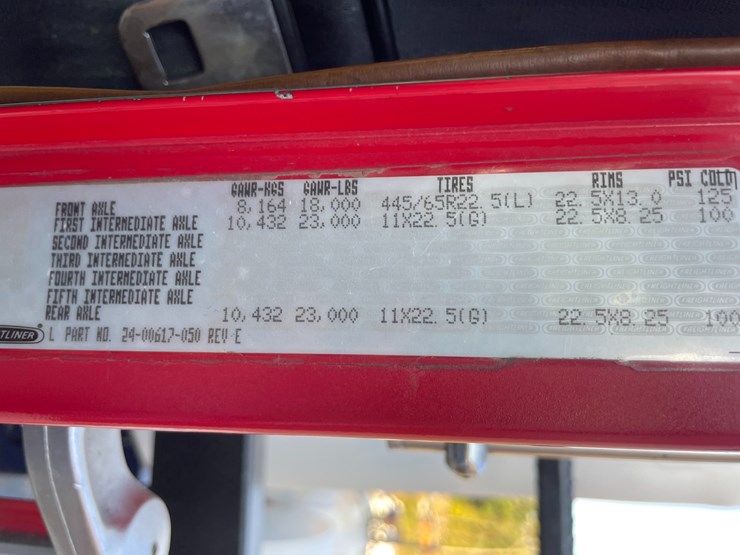 GAWR-KGS GAWR-LBS TIRES RIMS PSI COLD
FRONT AXLE 8,164 18,000 445/65R22.5(L) 22.5X13.0 125
FIRST INTERMEDIATE AXLE 10,432 23,000 11X22.5(G) 22.5X8.25 100
SECOND INTERMEDIATE AXLE
THIRD INTERMEDIATE AXLE
FOURTH INTERMEDIATE AXLE
FIFTH INTERMEDIATE AXLE
REAR AXLE 10,432 23,000 11X22.5(G) 22.5X8.25 100
TLINER L PART NO. 24-00617-050 REV E